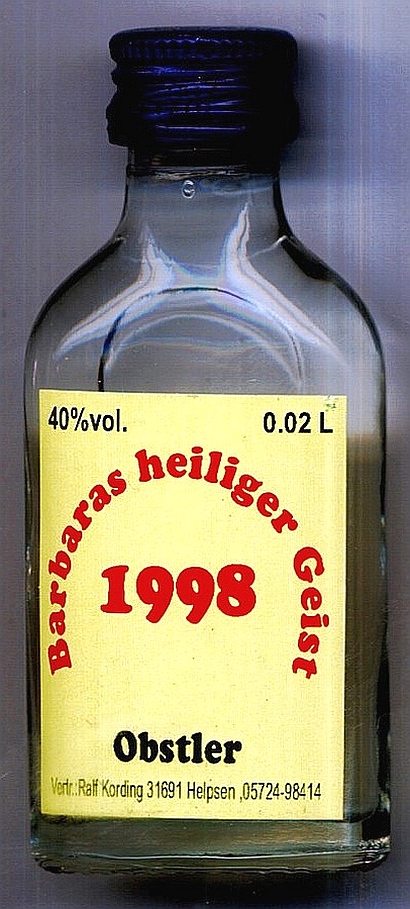 40%vol.
0.02 L
Barbaras heiliger Geist
1998
Obstler
Vertr.:Ralf Kording 31691 Helpsen ,05724-98414